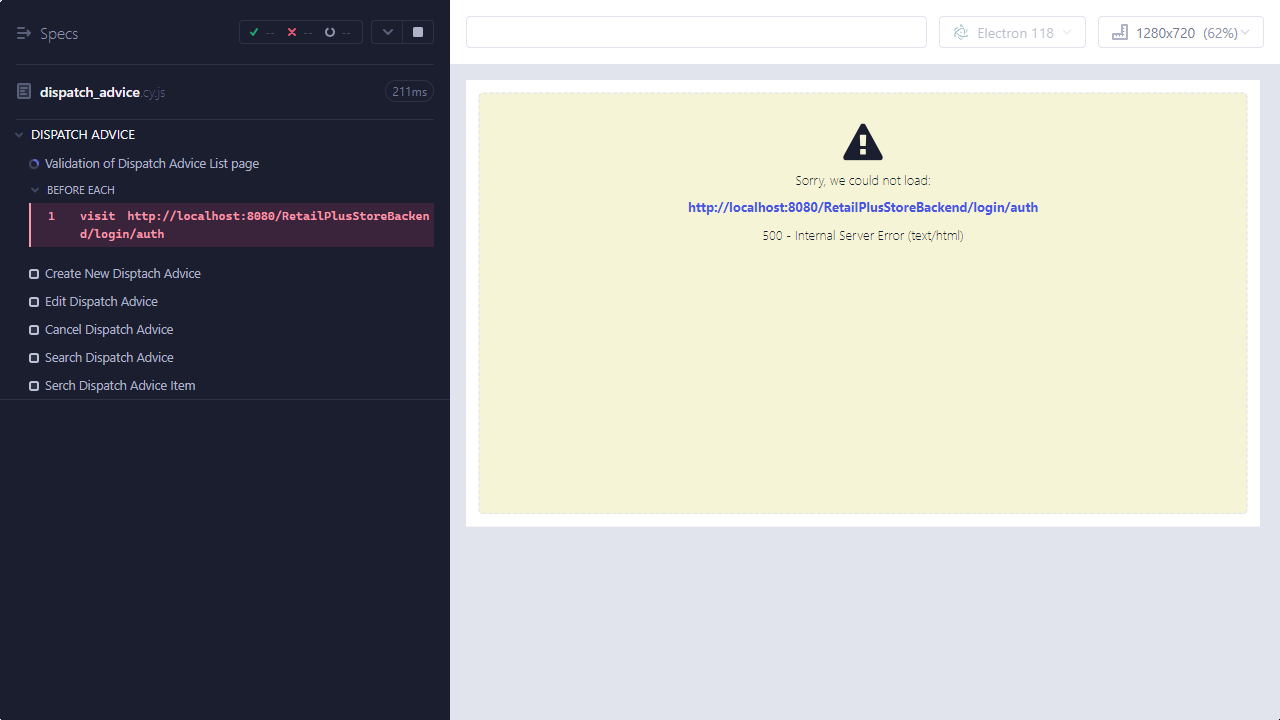 Specs
-- -- --
dispatch_advice.cy.js 211ms
DISPATCH ADVICE
Validation of Dispatch Advice List page
BEFORE EACH
1 visit http://localhost:8080/RetailPlusStoreBacken
d/login/auth
Create New Disptach Advice
Edit Dispatch Advice
Cancel Dispatch Advice
Search Dispatch Advice
Serch Dispatch Advice Item
Electron 118
1280x720 (62%)
Sorry, we could not load:
http://localhost:8080/RetailPlusStoreBackend/login/auth
500 - Internal Server Error (text/html)